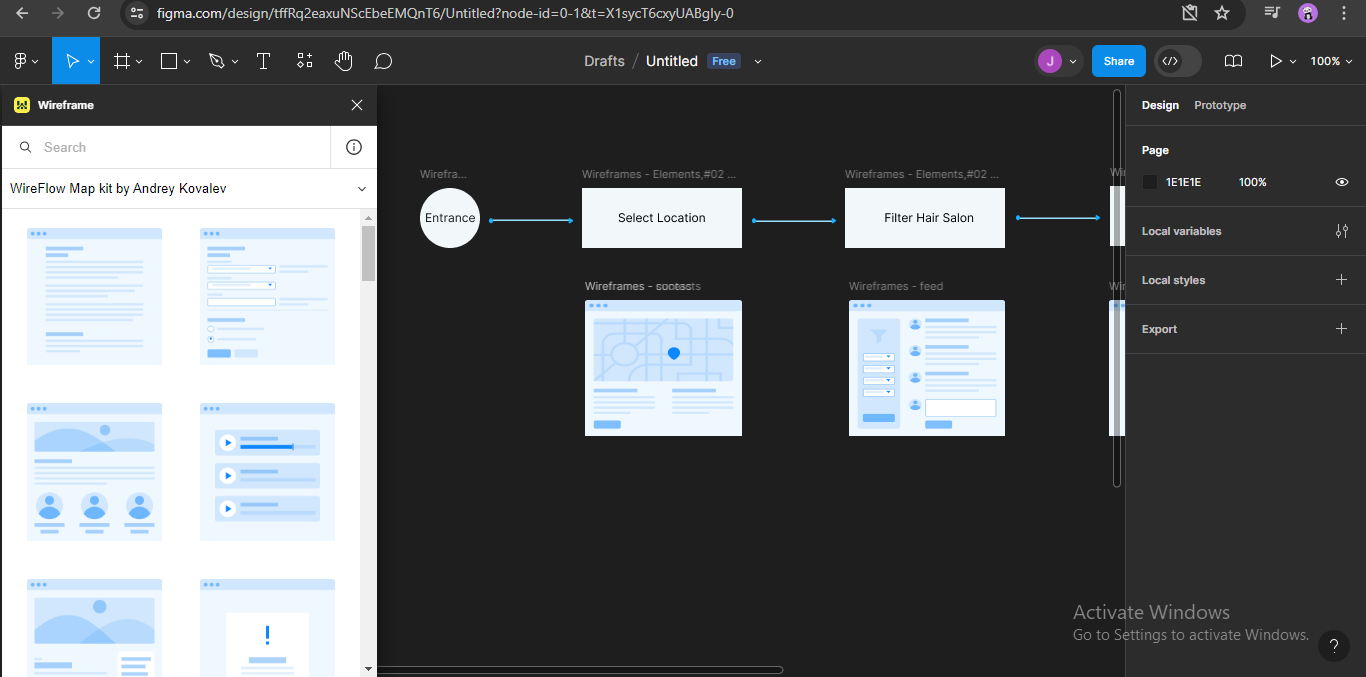 figma.com/design/tffRq2eaxuNScEbeEMQnT6/Untitled?node-id=0-1&t=X1sycT6cxyUABgIy-0
Drafts / Untitled Free
J
Share
100%
Wireframe
Search
WireFlow Map kit by Andrey Kovalev
Wirefra...
Wireframes - Elements,#02 ...
Wireframes - Elements,#02 ...
Entrance
Select Location
Filter Hair Salon
Wireframes -
Wireframes - feed
Design Prototype
Page
1E1E1E 100%
Local variables
Local styles
Export
Activate Windows
Go to Settings to activate Windows.
?